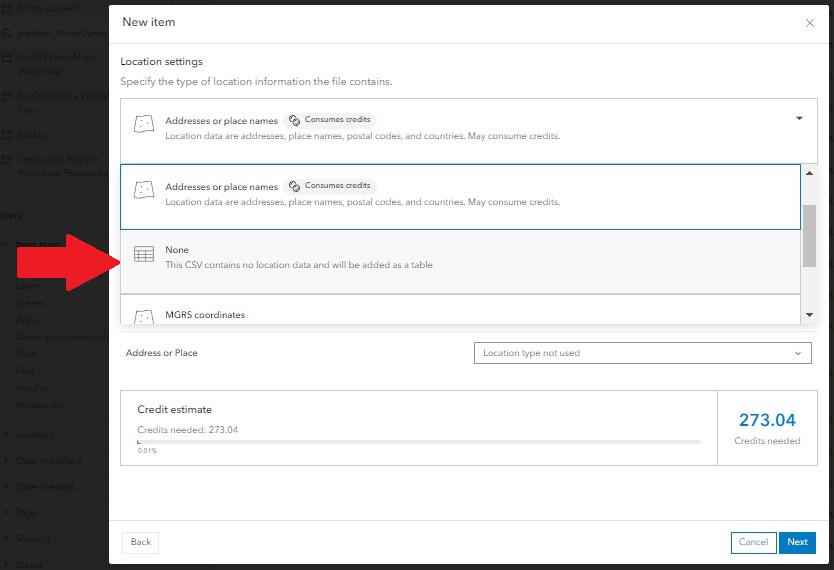 All my content
jswisher_NotreDame
ArcGIS Field Maps
Workshop
ArcGIS Online Works
Files
Backup
Geospatial Analysis
Workshop Feature La
ilters
Item type
Layers
Scenes
Apps
Developer credentials
Tools
Files
Insights
Notebooks
Location
Date modified
Date created
Tags
Sharing
Status
New item
Location settings
Specify the type of location information the file contains.
Addresses or place names Consumes credits
Location data are addresses, place names, postal codes, and countries. May consume credits.
Addresses or place names Consumes credits
Location data are addresses, place names, postal codes, and countries. May consume credits.
None
This CSV contains no location data and will be added as a table
MGRS coordinates
Address or Place Location type not used
Credit estimate
Credits needed: 273.04
0.01%
273.04
Credits needed
Back Cancel Next